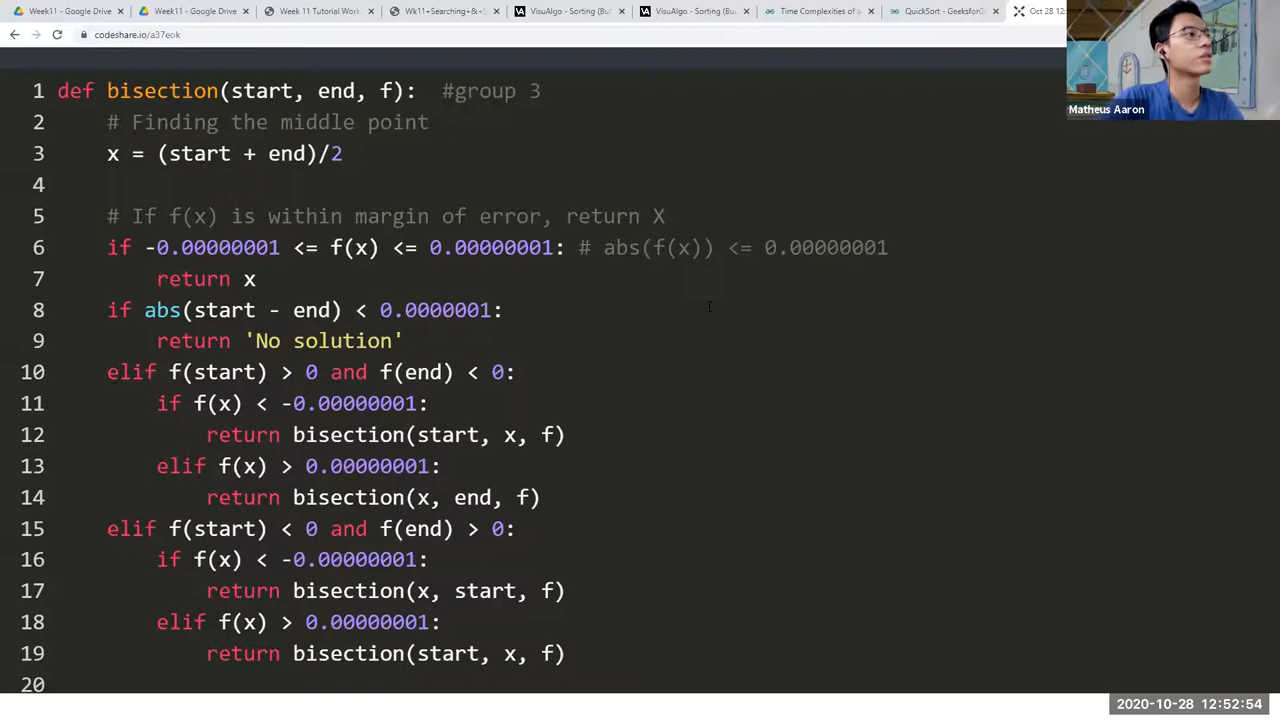 Week11 - Google Drive
Week11 - Google Drive
Week 11 Tutorial Work
Wk11+Searching+&+S
VisuAlgo - Sorting (Bu
VisuAlgo - Sorting (Bu
Time Complexities of a
QuickSort - GeeksforG
Oct 28 12
codeshare.io/a37eok
1 def bisection(start, end, f): #group 3
2 # Finding the middle point
3 x = (start + end)/2
4
5 # If f(x) is within margin of error, return X
6 if -0.00000001 <= f(x) <= 0.00000001: # abs(f(x)) <= 0.00000001
7 return x
8 if abs(start - end) < 0.0000001:
9 return 'No solution'
10 elif f(start) > 0 and f(end) < 0:
11 if f(x) < -0.00000001:
12 return bisection(start, x, f)
13 elif f(x) > 0.00000001:
14 return bisection(x, end, f)
15 elif f(start) < 0 and f(end) > 0:
16 if f(x) < -0.00000001:
17 return bisection(x, start, f)
18 elif f(x) > 0.00000001:
19 return bisection(start, x, f)
20
Matheus Aaron
2020-10-28 12:52:54